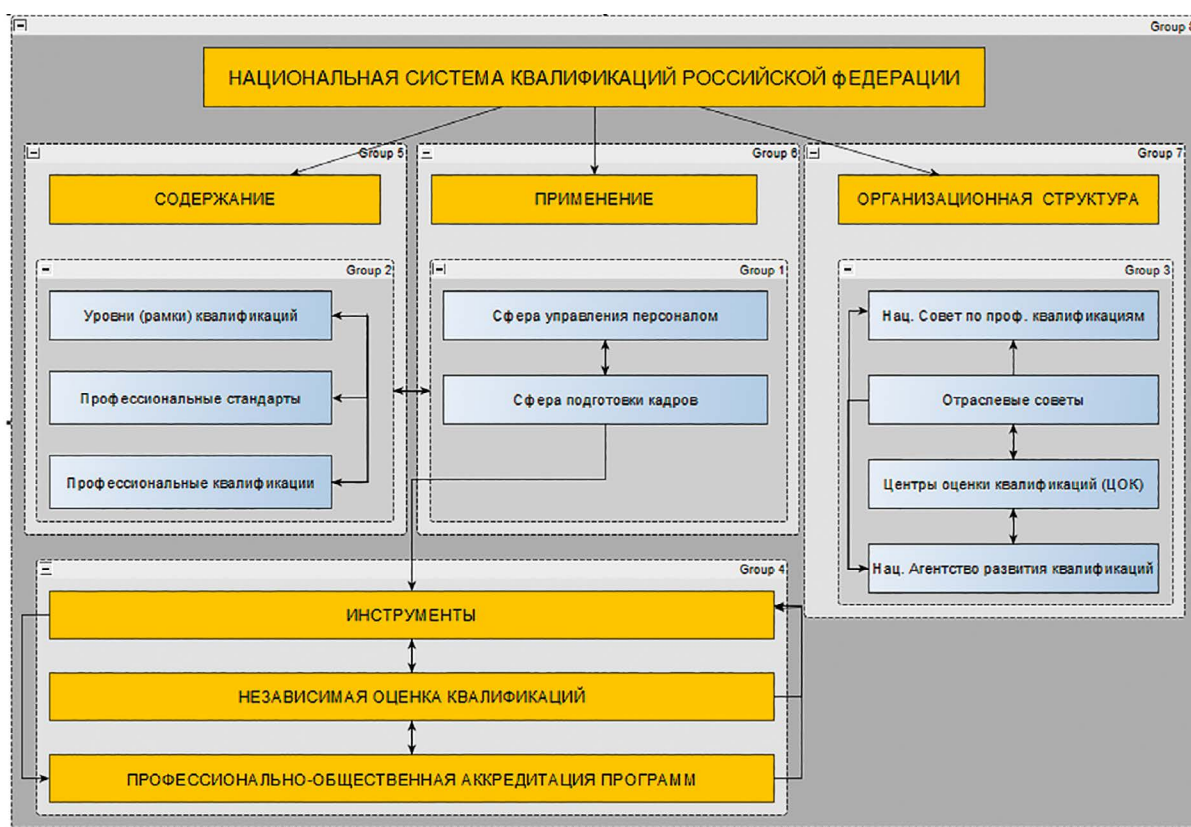 Group 8
НАЦИОНАЛЬНАЯ СИСТЕМА КВАЛИФИКАЦИЙ РОССИЙСКОЙ фЕДЕРАЦИИ
Group 5
СОДЕРЖАНИЕ
Group 2
Уровни (рамки) квалификаций
Профессиональные стандарты
Профессиональные квалификации
Group 6
ПРИМЕНЕНИЕ
Group 1
Сфера управления персоналом
Сфера подготовки кадров
Group 7
ОРГАНИЗАЦИОННАЯ СТРУКТУРА
Group 3
Нац. Совет по проф. квалификациям
Отраслевые советы
Центры оценки квалификаций (ЦОК)
Нац. Агентство развития квалификаций
Group 4
ИНСТРУМЕНТЫ
НЕЗАВИСИМАЯ ОЦЕНКА КВАЛИФИКАЦИЙ
ПРОФЕССИОНАЛЬНО-ОБЩЕСТВЕННАЯ АККРЕДИТАЦИЯ ПРОГРАММ